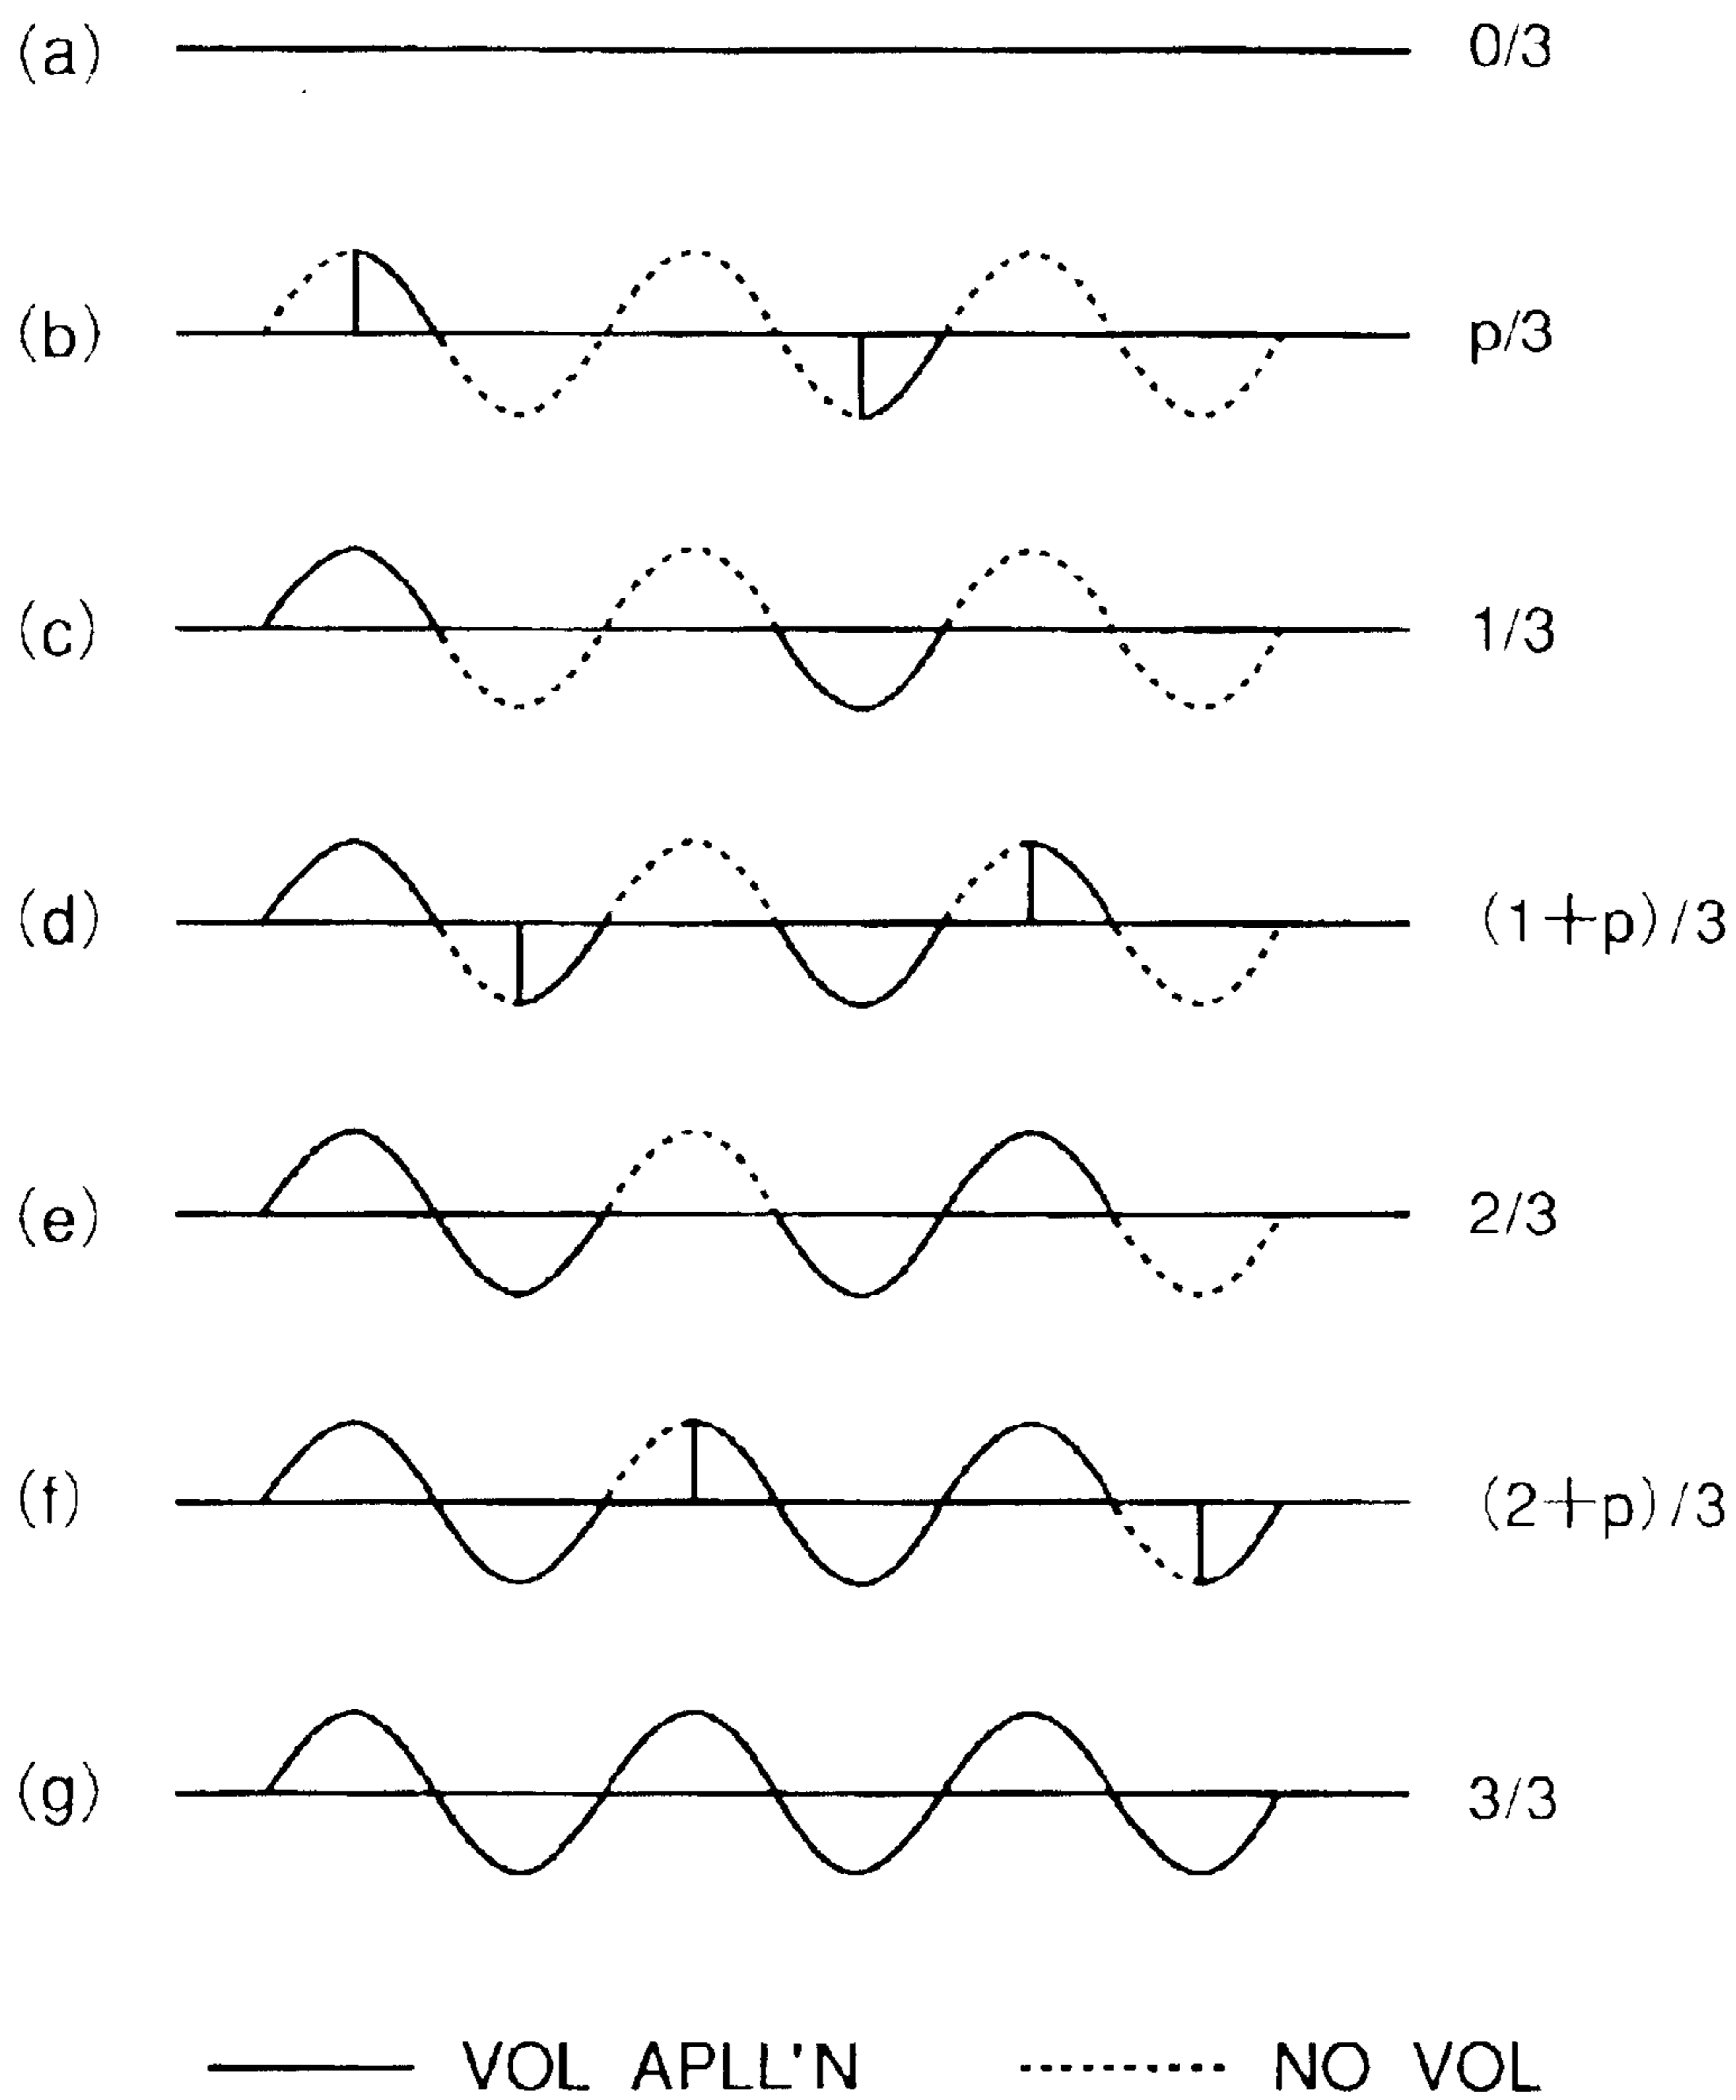 (a) 0/3
(b) p/3
(c) 1/3
(d) (1+p)/3
(e) 2/3
(f) (2+p)/3
(g) 3/3
VOL APLL'N NO VOL